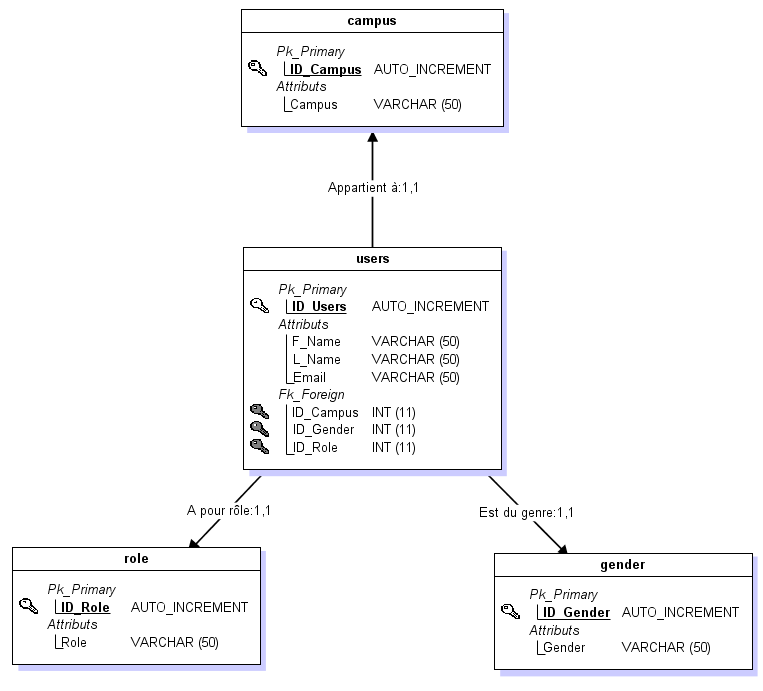 campus
Pk_Primary
ID_Campus AUTO_INCREMENT
Attributs
Campus VARCHAR (50)
Appartient à:1,1
users
Pk_Primary
ID_Users AUTO_INCREMENT
Attributs
F_Name VARCHAR (50)
L_Name VARCHAR (50)
Email VARCHAR (50)
Fk_Foreign
ID_Campus INT (11)
ID_Gender INT (11)
ID_Role INT (11)
A pour rôle:1,1
Est du genre:1,1
role
Pk_Primary
ID_Role AUTO_INCREMENT
Attributs
Role VARCHAR (50)
gender
Pk_Primary
ID_Gender AUTO_INCREMENT
Attributs
Gender VARCHAR (50)